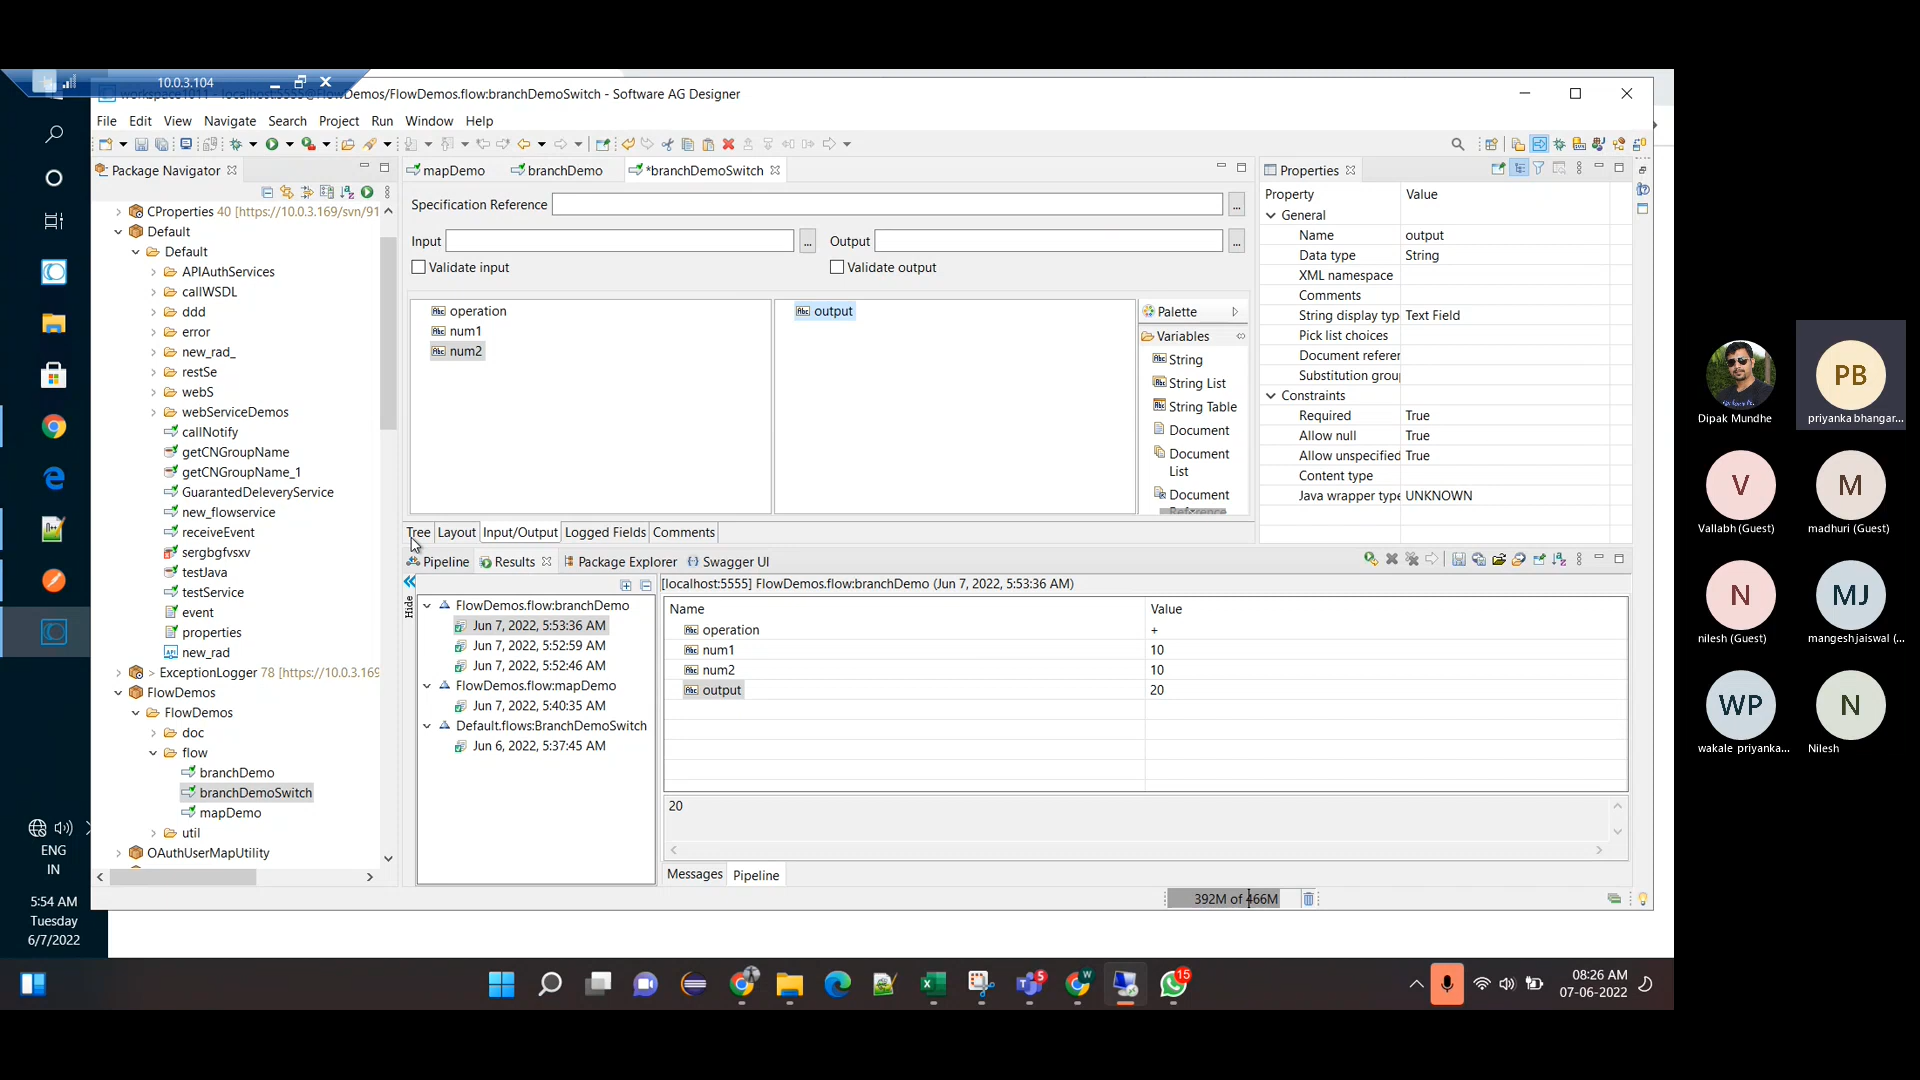 10.0.3.104
localhost:5555@FlowDemos/FlowDemos.flow:branchDemoSwitch - Software AG Designer
File Edit View Navigate Search Project Run Window Help
Package Navigator
mapDemo
branchDemo
*branchDemoSwitch
Properties
CProperties 40 [https://10.0.3.169/svn/91
Default
Default
APIAuthServices
callWSDL
ddd
error
new_rad_
restSe
webS
webServiceDemos
callNotify
getCNGroupName
getCNGroupName_1
GuarantedDeleveryService
new_flowservice
receiveEvent
sergbgfvsxv
testJava
testService
event
properties
new_rad
> ExceptionLogger 78 [https://10.0.3.169
FlowDemos
FlowDemos
doc
flow
branchDemo
branchDemoSwitch
mapDemo
util
OAuthUserMapUtility
Specification Reference
...
Input
...
Output
...
Validate input
Validate output
operation
num1
num2
output
Palette
Variables
String
String List
String Table
Document
Document
List
Document
Reference
Tree Layout Input/Output Logged Fields Comments
Property Value
General
Name output
Data type String
XML namespace
Comments
String display typ Text Field
Pick list choices
Document referer
Substitution grou
Constraints
Required True
Allow null True
Allow unspecified True
Content type
Java wrapper type UNKNOWN
Pipeline Results Package Explorer Swagger UI
Hide
FlowDemos.flow:branchDemo
Jun 7, 2022, 5:53:36 AM
Jun 7, 2022, 5:52:59 AM
Jun 7, 2022, 5:52:46 AM
FlowDemos.flow:mapDemo
Jun 7, 2022, 5:40:35 AM
Default.flows:BranchDemoSwitch
Jun 6, 2022, 5:37:45 AM
[localhost:5555] FlowDemos.flow:branchDemo (Jun 7, 2022, 5:53:36 AM)
Name Value
operation +
num1 10
num2 10
output 20
20
Messages Pipeline
392M of 466M
ENG
IN
5:54 AM
Tuesday
6/7/2022
5
W
15
08:26 AM
07-06-2022
Dipak Mundhe
PB
priyanka bhangar...
V
Vallabh (Guest)
M
madhuri (Guest)
N
nilesh (Guest)
MJ
mangeshjaiswal (...
WP
wakale priyanka...
N
Nilesh